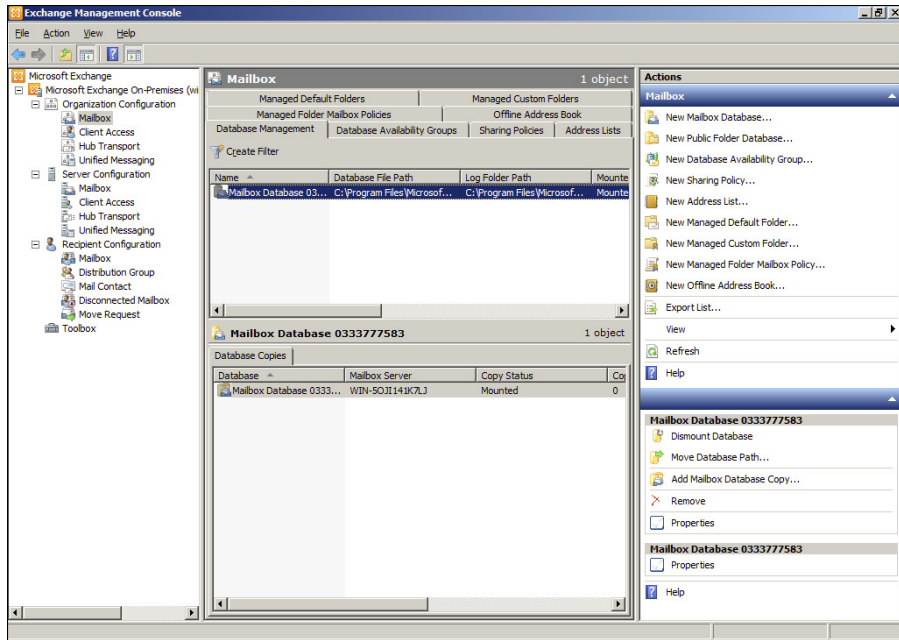 Exchange Management Console
File Action View Help
Microsoft Exchange
Microsoft Exchange On-Premises (wi
Organization Configuration
Mailbox
Client Access
Hub Transport
Unified Messaging
Server Configuration
Mailbox
Client Access
Hub Transport
Unified Messaging
Recipient Configuration
Mailbox
Distribution Group
Mail Contact
Disconnected Mailbox
Move Request
Toolbox
Mailbox 1 object
Managed Default Folders Managed Custom Folders
Managed Folder Mailbox Policies Offline Address Book
Database Management Database Availability Groups Sharing Policies Address Lists
Create Filter
Name Database File Path Log Folder Path Mounte
Mailbox Database 03... C:\Program Files\Microsof... C:\Program Files\Microsof... Mounte
Mailbox Database 0333777583 1 object
Database Copies
Database Mailbox Server Copy Status Co
Mailbox Database 0333... WIN-5OJI141K7LJ Mounted 0
Actions
Mailbox
New Mailbox Database...
New Public Folder Database...
New Database Availability Group...
New Sharing Policy...
New Address List...
New Managed Default Folder...
New Managed Custom Folder...
New Managed Folder Mailbox Policy...
New Offline Address Book...
Export List...
View
Refresh
Help
Mailbox Database 0333777583
Dismount Database
Move Database Path...
Add Mailbox Database Copy...
Remove
Properties
Mailbox Database 0333777583
Properties
Help